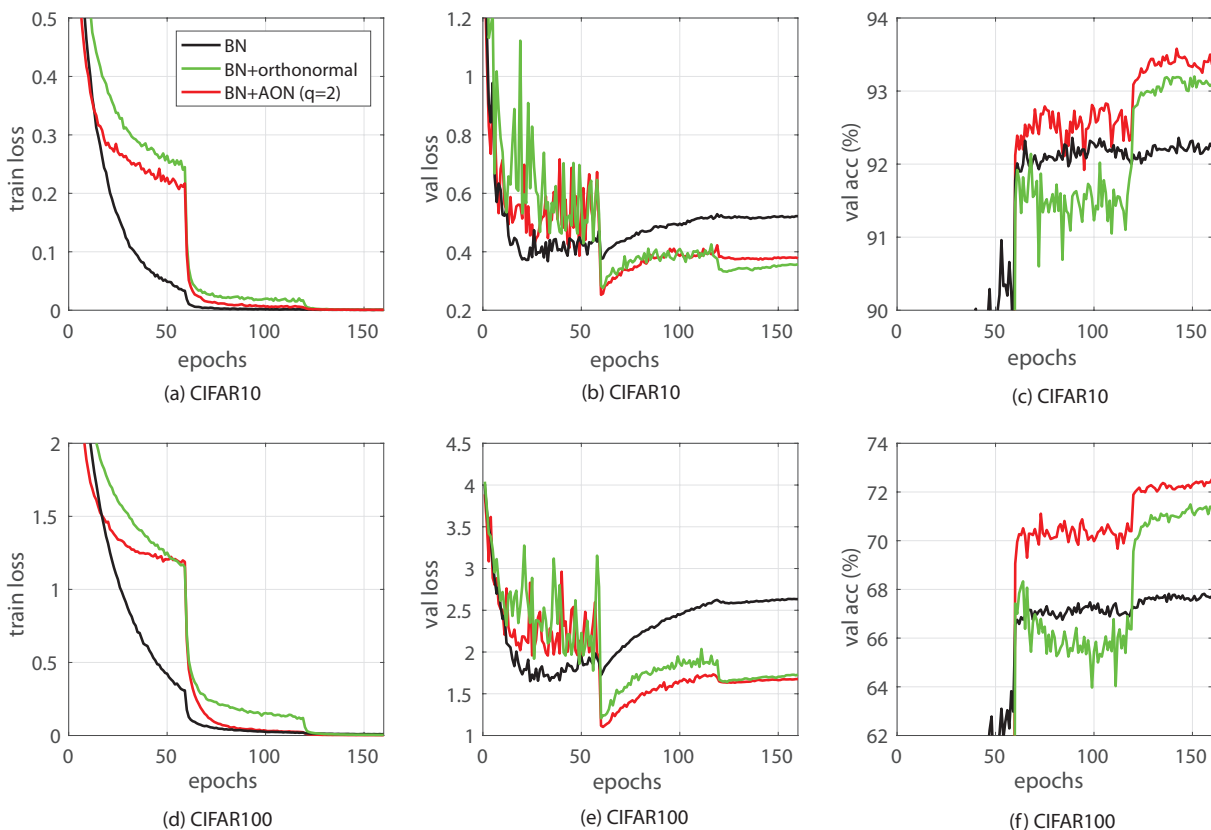 0.5
0.4
0.3
0.2
0.1
0
0 50 100 150
train loss
epochs
BN
BN+orthonormal
BN+AON (q=2)
(a) CIFAR10
1.2
1
0.8
0.6
0.4
0.2
0 50 100 150
val loss
epochs
(b) CIFAR10
94
93
92
91
90
0 50 100 150
val acc (%)
epochs
(c) CIFAR10
2
1.5
1
0.5
0
0 50 100 150
train loss
epochs
(d) CIFAR100
4.5
4
3.5
3
2.5
2
1.5
1
0 50 100 150
val loss
epochs
(e) CIFAR100
74
72
70
68
66
64
62
0 50 100 150
val acc (%)
epochs
(f) CIFAR100